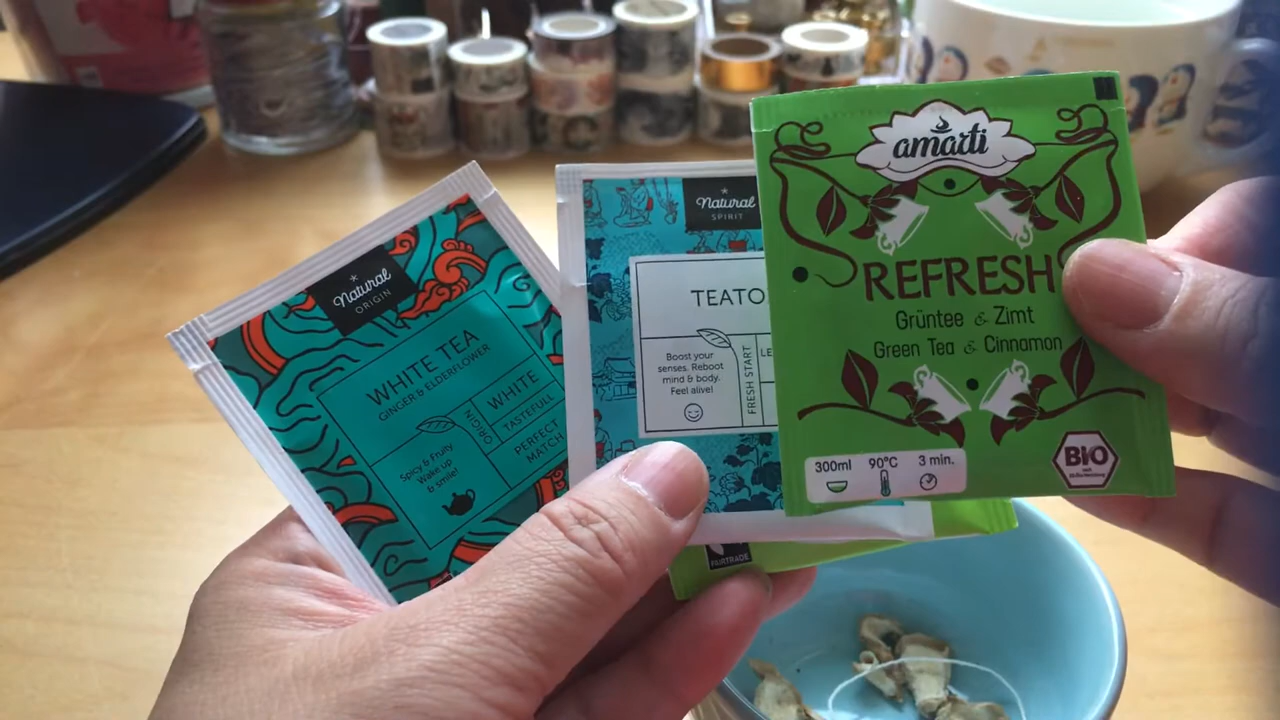 Natural
ORIGIN
WHITE TEA
GINGER & ELDERFLOWER
ORIGIN
WHITE
TASTEFULL
PERFECT
MATCH
Spicy & Fruity
Wake up
& smile!
Natural
SPIRIT
TEATO
Boost your
senses. Reboot
mind & body.
Feel alive!
FRESH START
LE
FAIRTRADE
amaiti
REFRESH
Grüntee & Zimt
Green Tea & Cinnamon
300ml 90°C 3 min.
BIO